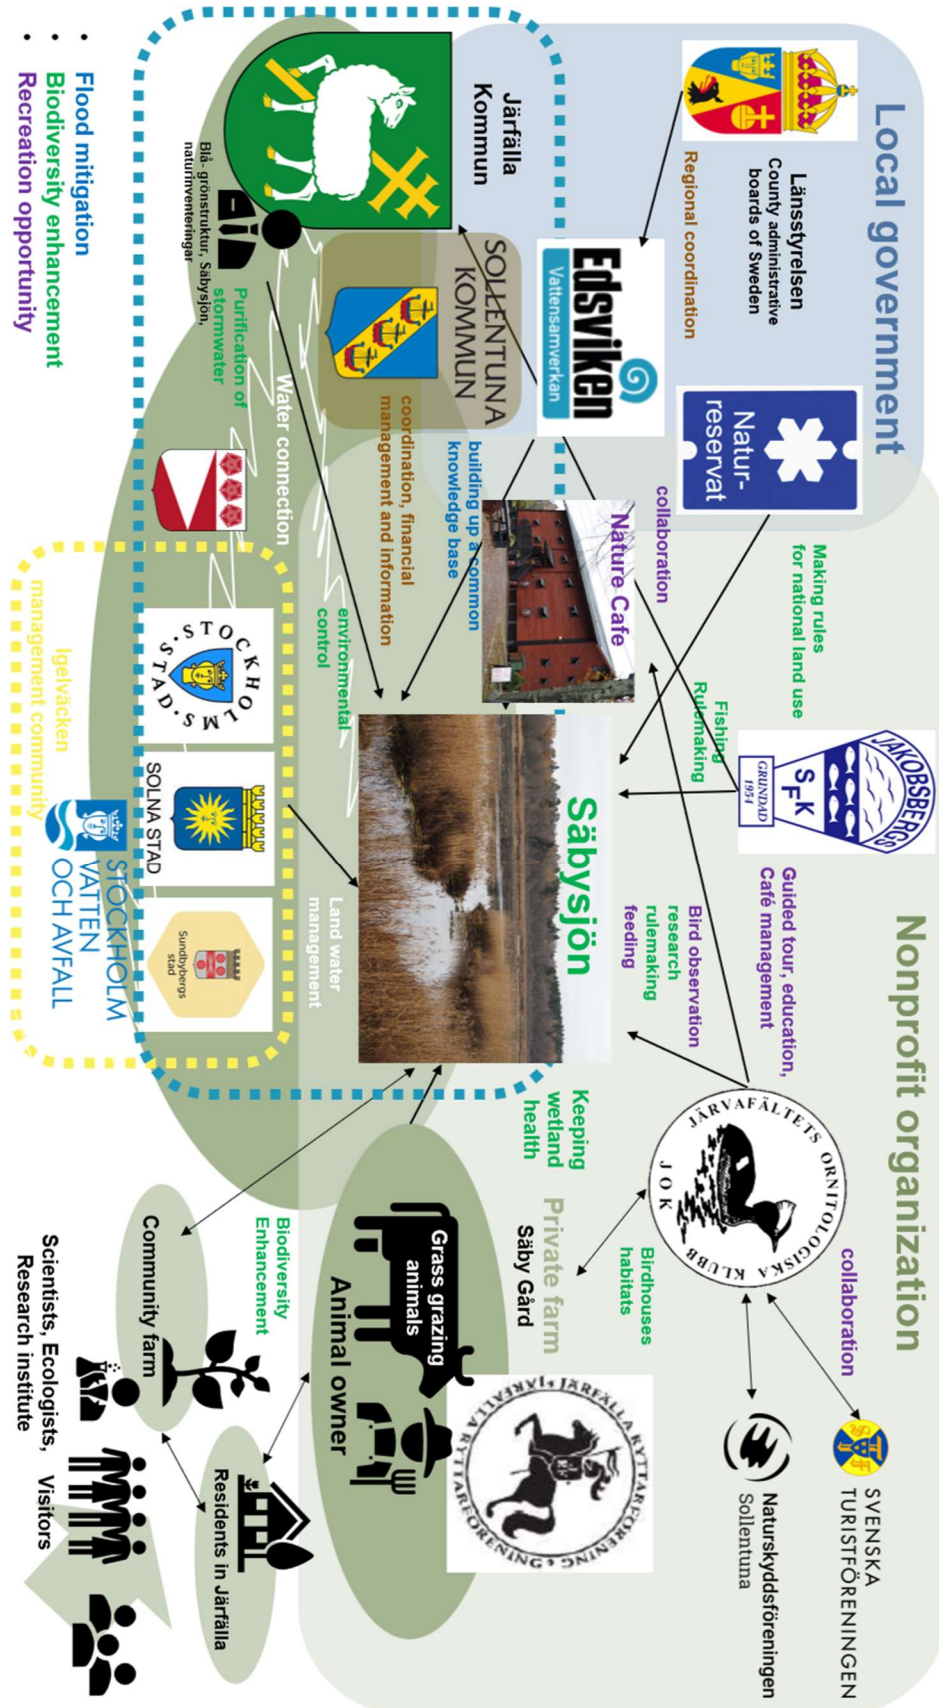 Local government
Länsstyrelsen
County administrative
boards of Sweden
Regional coordination
Järfälla
Kommun
Blå- grönstruktur, Säbysjön,
naturinventeringar
Edsviken
Vattensamverkan
Natur-
reservat
SOLLENTUNA
KOMMUN
coordination, financial
management and information
building up a common
knowledge base
Nature Cafe
collaboration
Making rules
for national land use
Fishing
Rulemaking
JAKOBSBERGS
SFK
GRUNDAD
1954
Nonprofit organization
Guided tour, education,
Café management
Bird observation
research
rulemaking
feeding
Säbysjön
JÄRVAFÄLTETS ORNITOLOGISKA KLUBB
JOK
collaboration
SVENSKA
TURISTFÖRENINGEN
Naturskyddsföreningen
Sollentuna
Birdhouses
habitats
Keeping
wetland
health
Private farm
Säby Gård
JÄRFÄLLA RYTTARFÖRENING
JÄRFÄLLA RYTTARFÖRENING
Grass grazing
animals
Animal owner
Purification of
stormwater
Water connection
environmental
control
Land water
management
STOCKHOLMS
STAD
SOLNA STAD
Sundbybergs
stad
Igelväcken
management community
STOCKHOLM
VATTEN
OCH AVFALL
Biodiversity
Enhancement
Community farm
Residents in Järfälla
Scientists, Ecologists,
Research institute
Visitors
• Flood mitigation
• Biodiversity enhancement
• Recreation opportunity